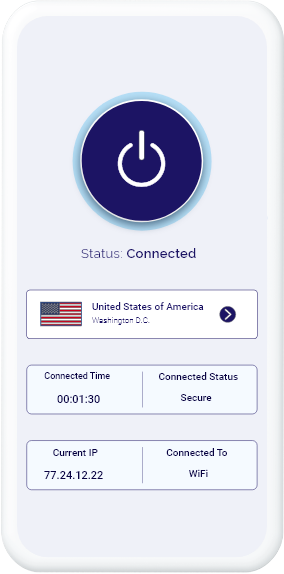 Status: Connected
United States of America
Washington D.C.
Connected Time
Connected Status
00:01:30
Secure
Current IP
Connected To
77.24.12.22
WiFi